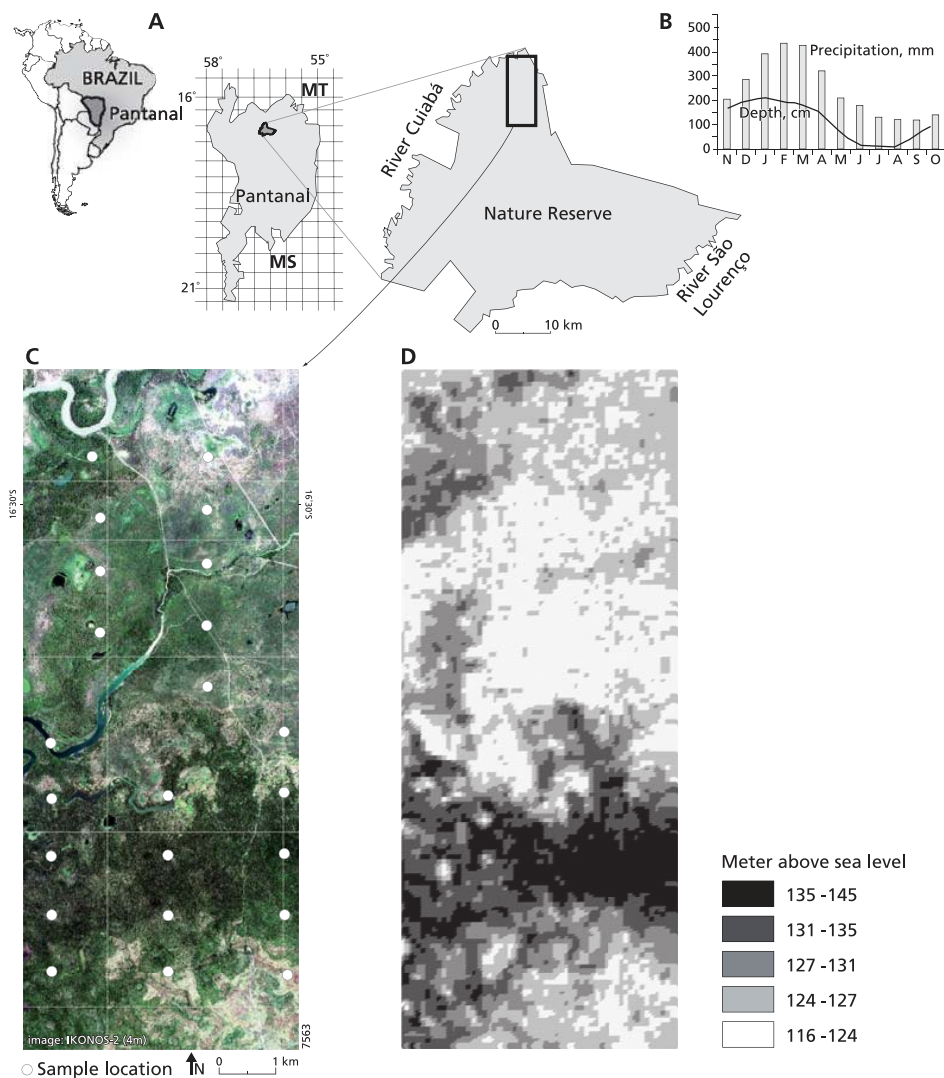 A
BRAZIL
Pantanal
58°
55°
16°
MT
Pantanal
MS
21°
River Cuiabá
Nature Reserve
River São
Lourenço
0 10 km
B
500
400
300
200
100
0
Precipitation, mm
Depth, cm
N D J F M A M J J A S O
C
16°30'S
16°30'S
image: IKONOS-2 (4m)
7563
Sample location
N
0 1 km
D
Meter above sea level
135 -145
131 -135
127 -131
124 -127
116 -124